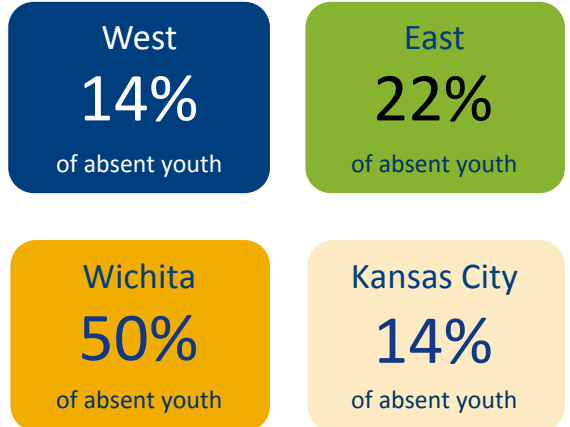 West
14%
of absent youth
East
22%
of absent youth
Wichita
50%
of absent youth
Kansas City
14%
of absent youth